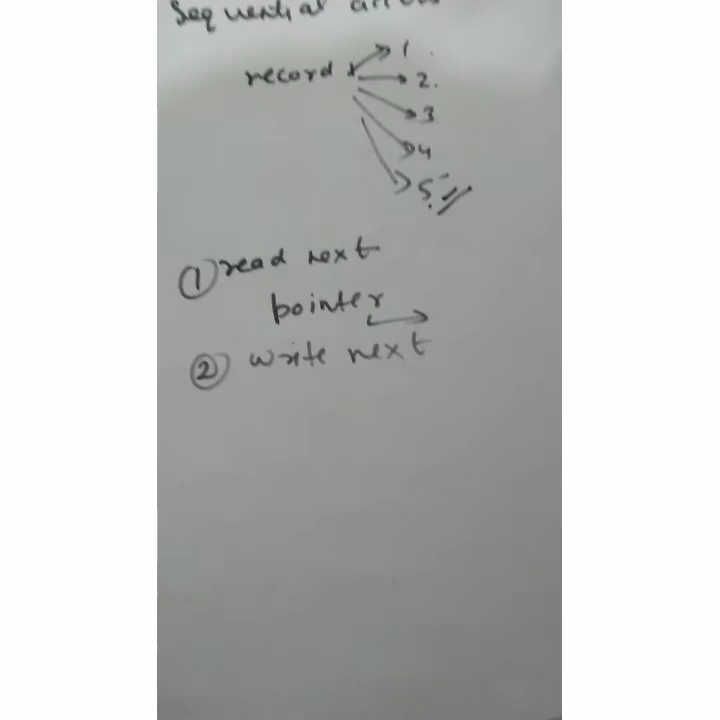 Sequential
record 1.
2.
3
4
5.
① read next
pointer
② write next